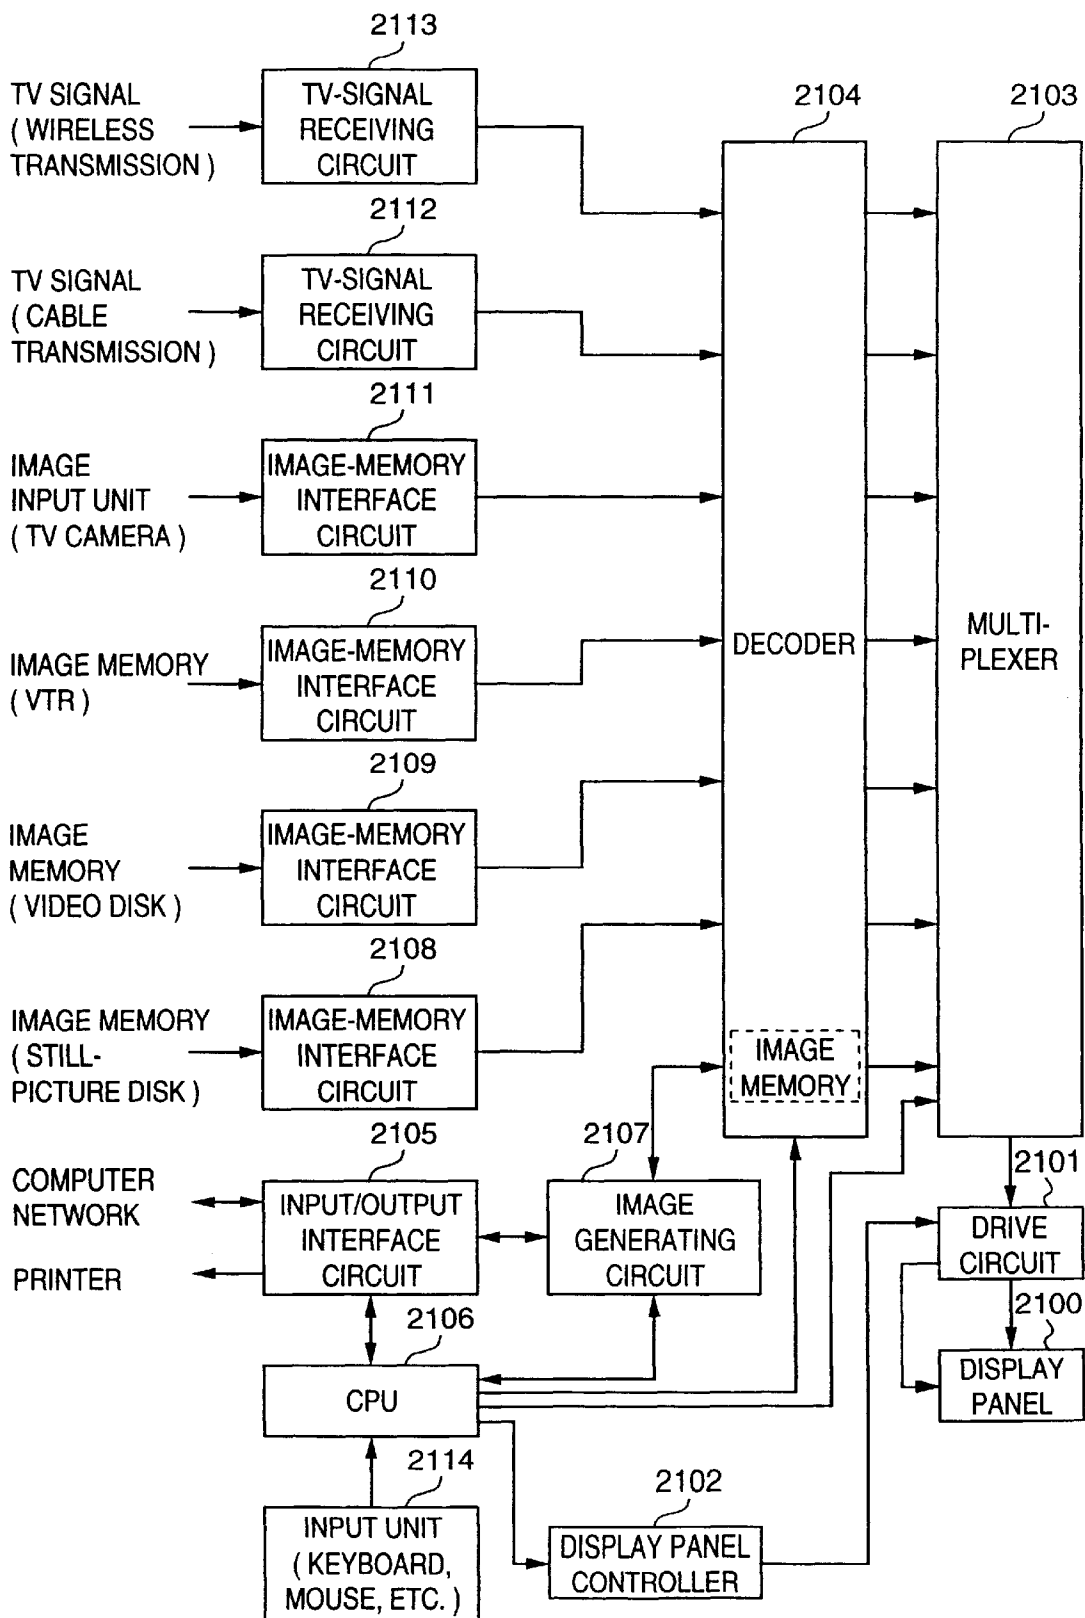 2113
TV SIGNAL
( WIRELESS
TRANSMISSION )
TV-SIGNAL
RECEIVING
CIRCUIT
2104
2103
2112
TV SIGNAL
( CABLE
TRANSMISSION )
TV-SIGNAL
RECEIVING
CIRCUIT
2111
IMAGE
INPUT UNIT
( TV CAMERA )
IMAGE-MEMORY
INTERFACE
CIRCUIT
2110
IMAGE MEMORY
( VTR )
IMAGE-MEMORY
INTERFACE
CIRCUIT
DECODER
MULTI-
PLEXER
2109
IMAGE
MEMORY
( VIDEO DISK )
IMAGE-MEMORY
INTERFACE
CIRCUIT
2108
IMAGE MEMORY
( STILL-
PICTURE DISK )
IMAGE-MEMORY
INTERFACE
CIRCUIT
IMAGE
MEMORY
2105
2107
COMPUTER
NETWORK
PRINTER
INPUT/OUTPUT
INTERFACE
CIRCUIT
IMAGE
GENERATING
CIRCUIT
2101
DRIVE
CIRCUIT
2106
CPU
2100
DISPLAY
PANEL
2114
INPUT UNIT
( KEYBOARD,
MOUSE, ETC. )
2102
DISPLAY PANEL
CONTROLLER